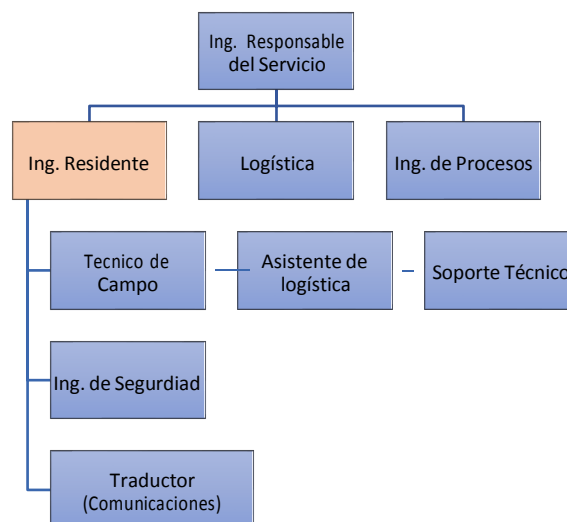 Ing. Responsable
del Servicio
Ing. Residente
Logística
Ing. de Procesos
Tecnico de
Campo
Asistente de
logística
Soporte Técnico
Ing. de Segurdiad
Traductor
(Comunicaciones)